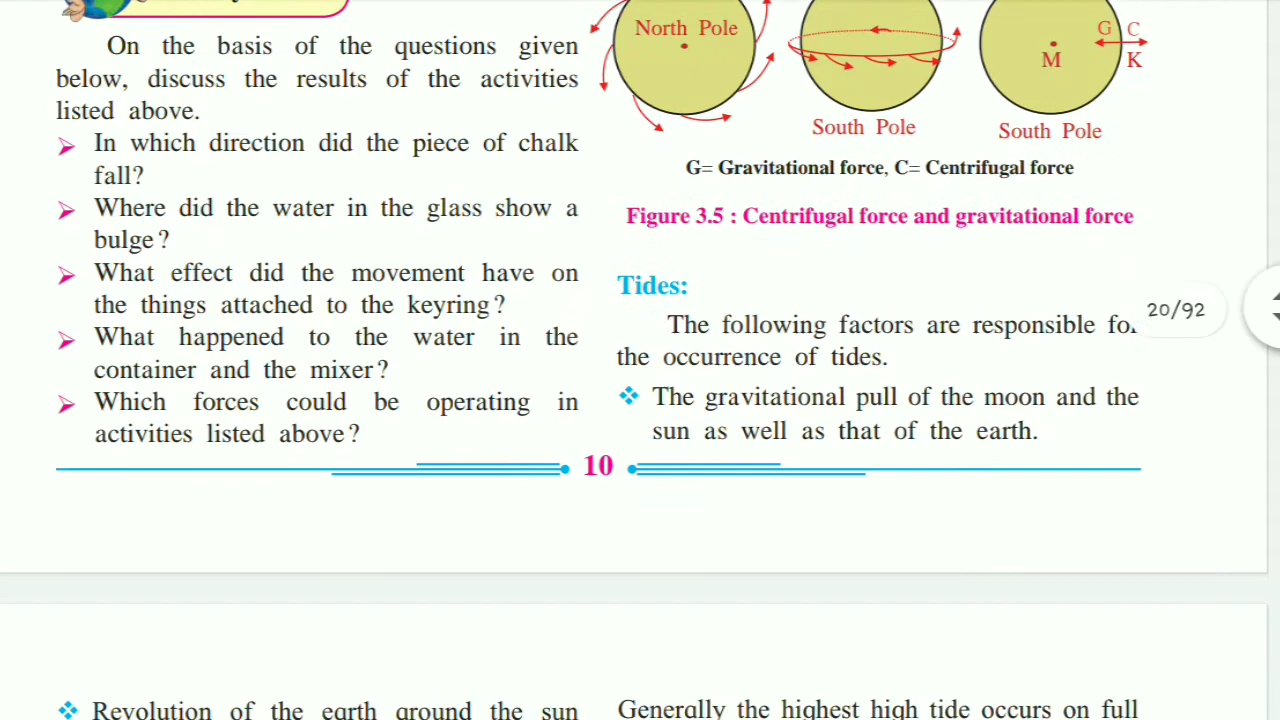 On the basis of the questions given
below, discuss the results of the activities
listed above.
In which direction did the piece of chalk
fall?
Where did the water in the glass show a
bulge?
What effect did the movement have on
the things attached to the keyring?
What happened to the water in the
container and the mixer?
Which forces could be operating in
activities listed above?
North Pole
South Pole
G C
M K
South Pole
G= Gravitational force, C= Centrifugal force
Figure 3.5 : Centrifugal force and gravitational force
Tides:
The following factors are responsible for
the occurrence of tides.
The gravitational pull of the moon and the
sun as well as that of the earth.
20/92
10
Revolution of the earth around the sun
Generally the highest high tide occurs on full